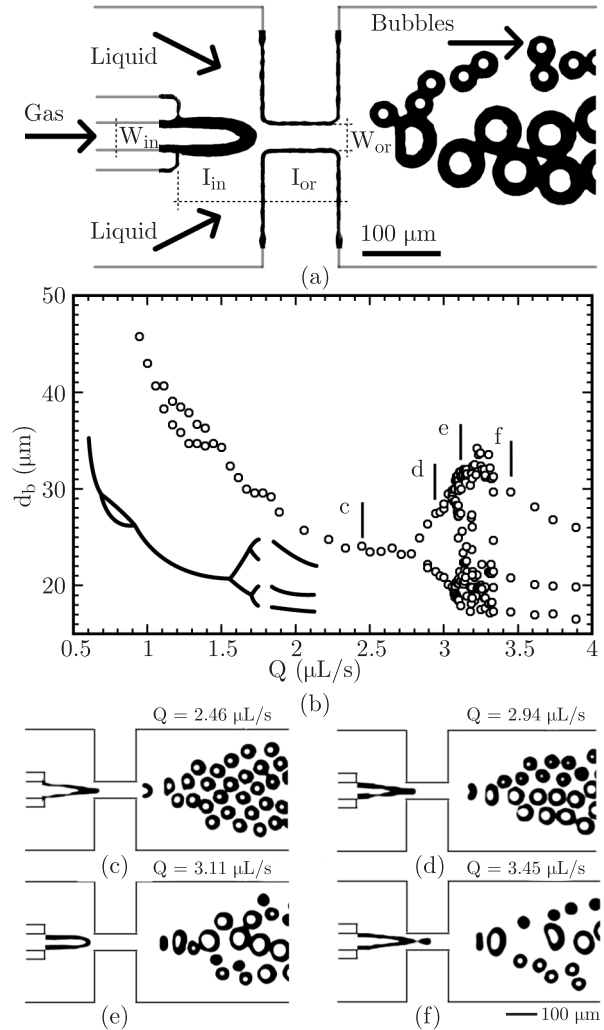 Liquid
Bubbles
Gas
W_in
W_or
I_in
I_or
Liquid
100 μm
(a)
50
40
30
20
d_b (μm)
c
d
e
f
0.5 1 1.5 2 2.5 3 3.5 4
Q (μL/s)
(b)
Q = 2.46 μL/s
Q = 2.94 μL/s
(c)
(d)
Q = 3.11 μL/s
Q = 3.45 μL/s
(e)
(f)
100 μm